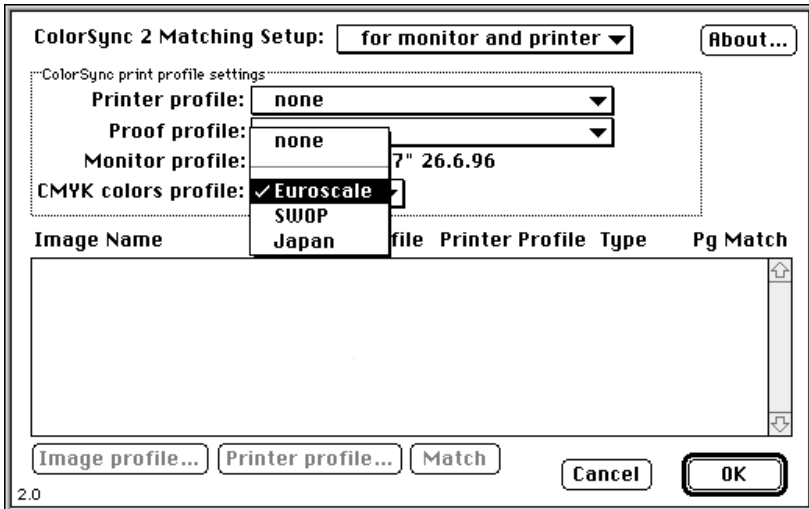 ColorSync 2 Matching Setup: for monitor and printer About...
ColorSync print profile settings
Printer profile: none
Proof profile:
none
Monitor profile: 7" 26.6.96
CMYK colors profile: ✓ Euroscale
SWOP
Japan
Image Name file Printer Profile Type Pg Match
Image profile... Printer profile... Match
Cancel OK
2.0